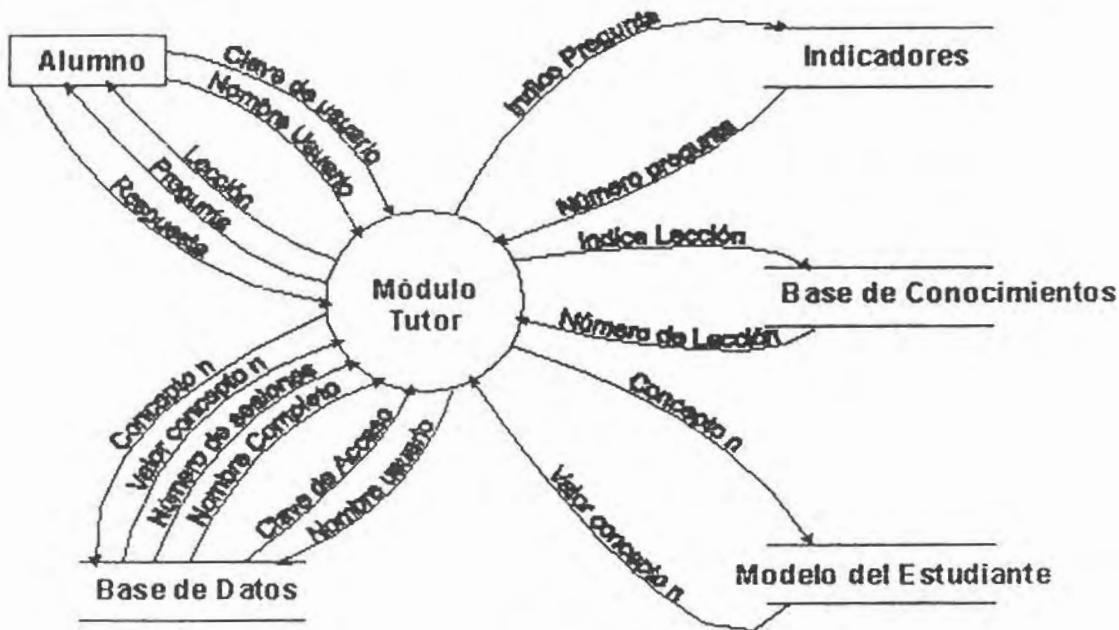 Alumno
Clave de usuario
Nombre Usuario
Lección
Pregunta
Respuesta
Indice Pregunta
Indicadores
Número pregunta
Indice Lección
Módulo
Tutor
Base de Conocimientos
Número de Lección
Concepto n
Valor concepto n
Número de sesiones
Nombre Completo
Clave de Acceso
Nombre usuario
Concepto n
Valor concepto n
Base de Datos
Modelo del Estudiante